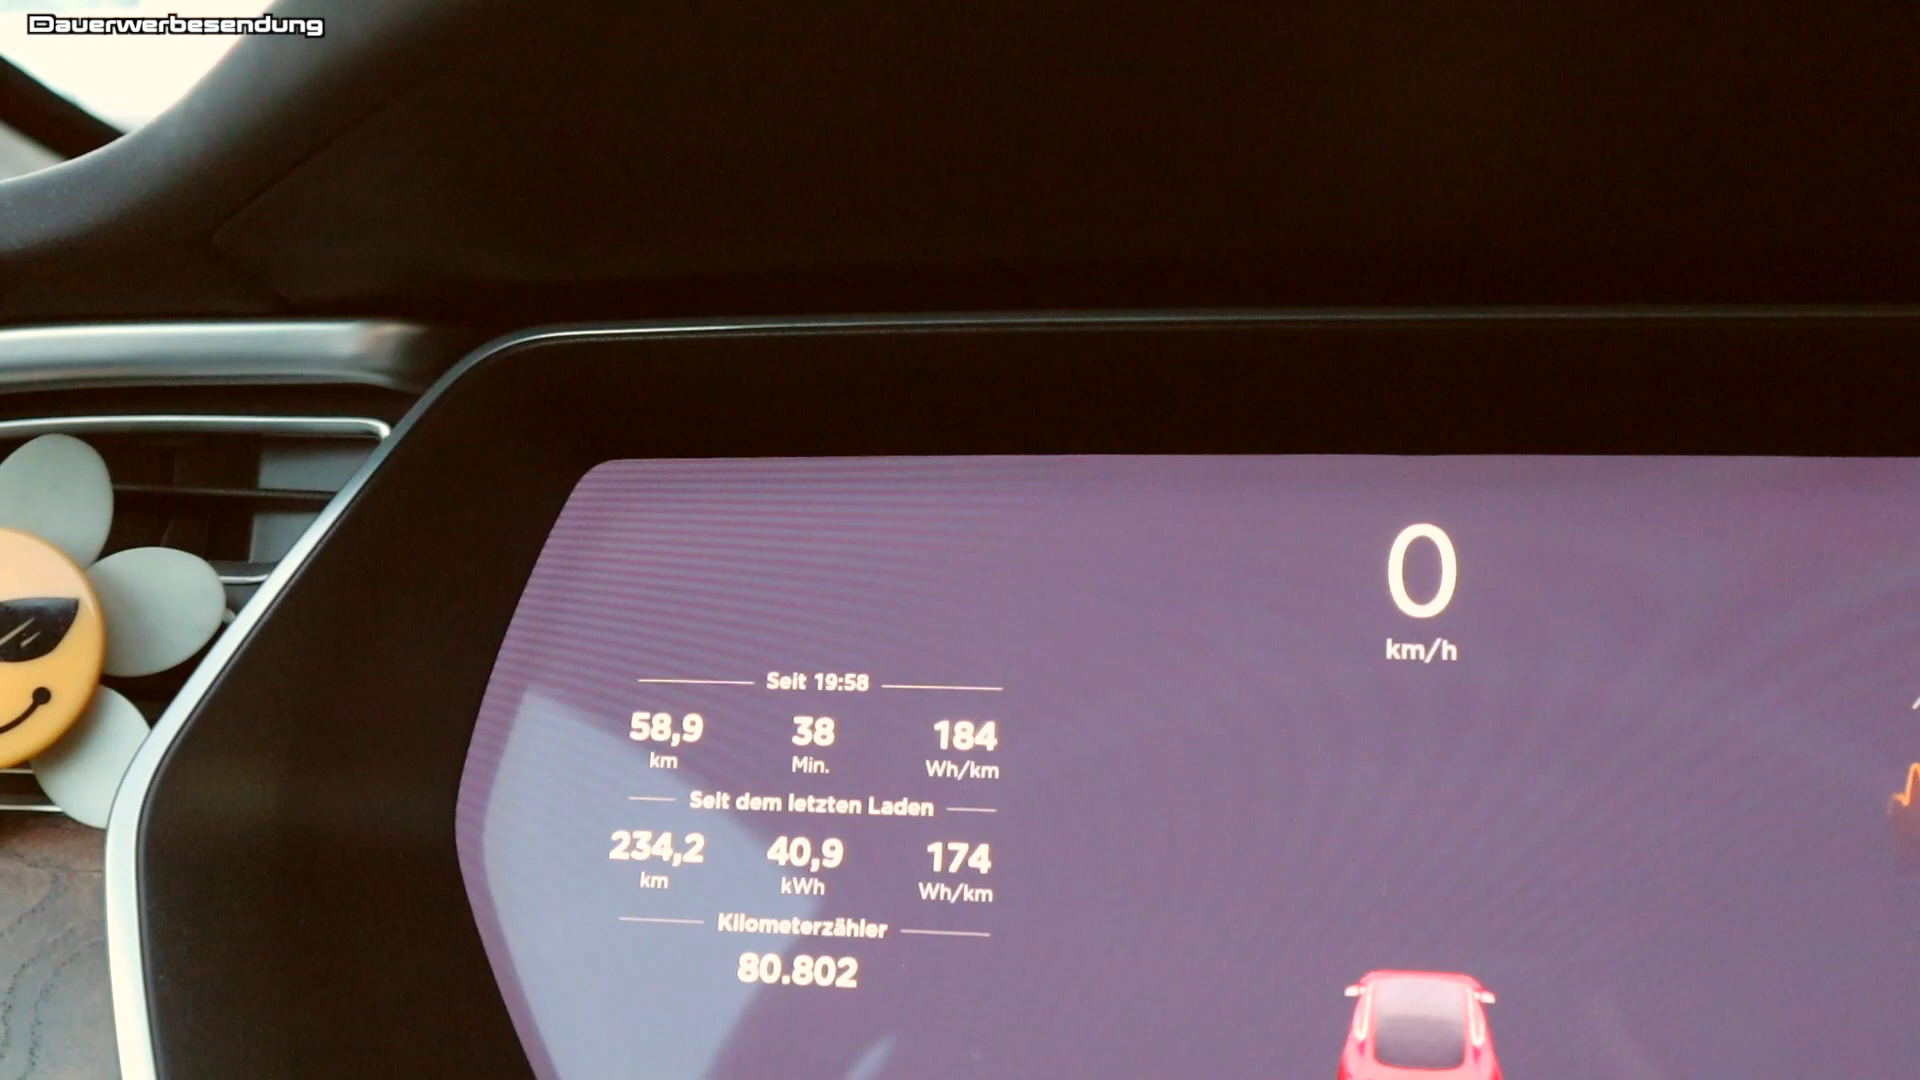 Dauerwerbesendung
0
km/h
Seit 19:58
58,9 38 184
km Min. Wh/km
Seit dem letzten Laden
234,2 40,9 174
km kWh Wh/km
Kilometerzähler
80.802